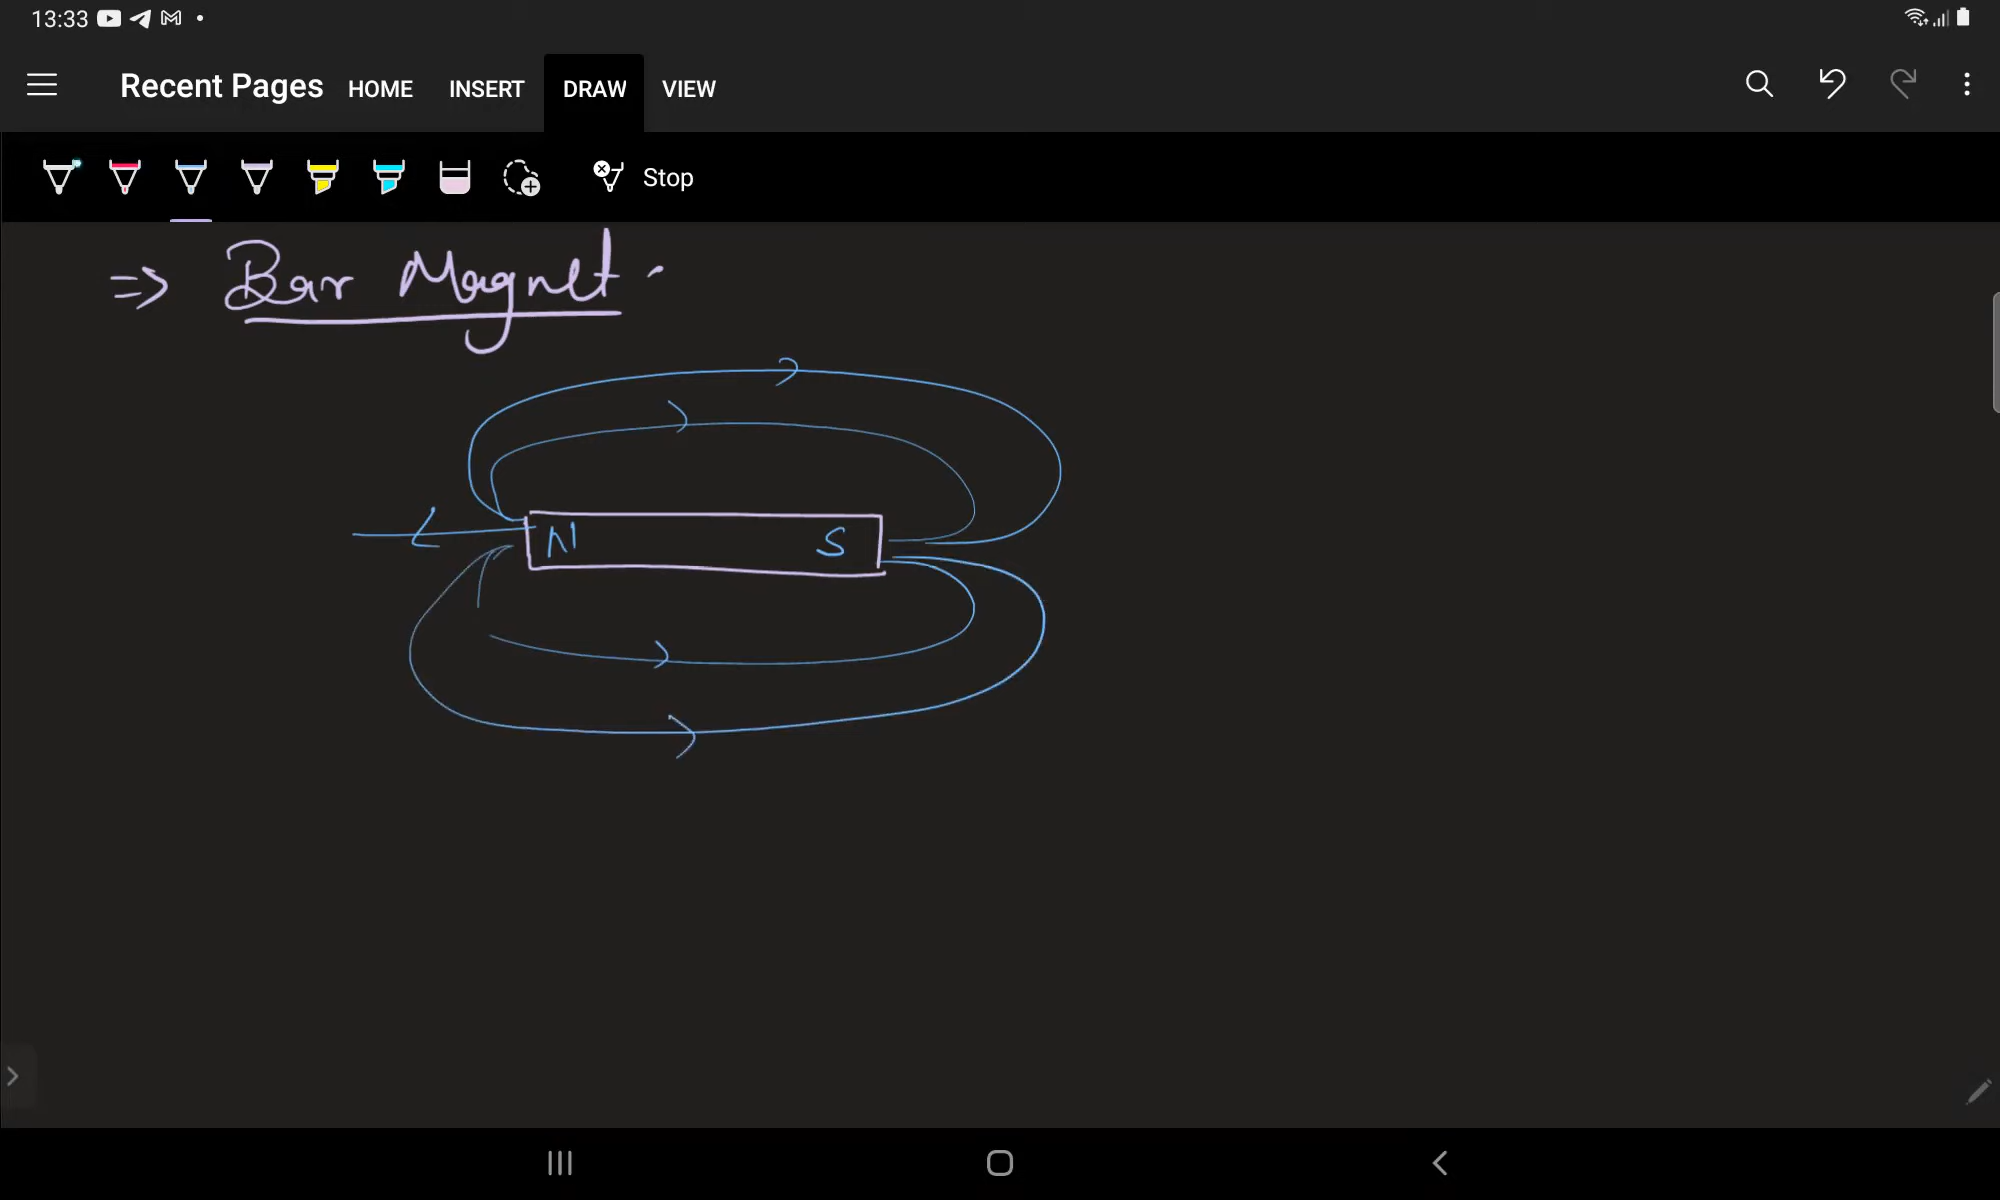 13:33
Recent Pages HOME INSERT DRAW VIEW
Stop
=> Bar Magnet
N S